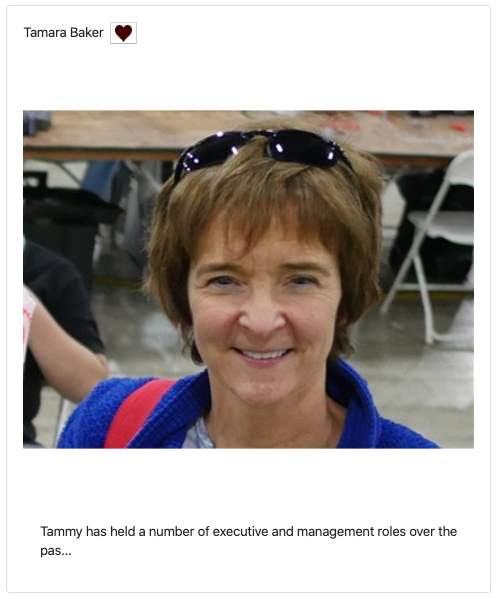 Tamara Baker
Tammy has held a number of executive and management roles over the
pas...